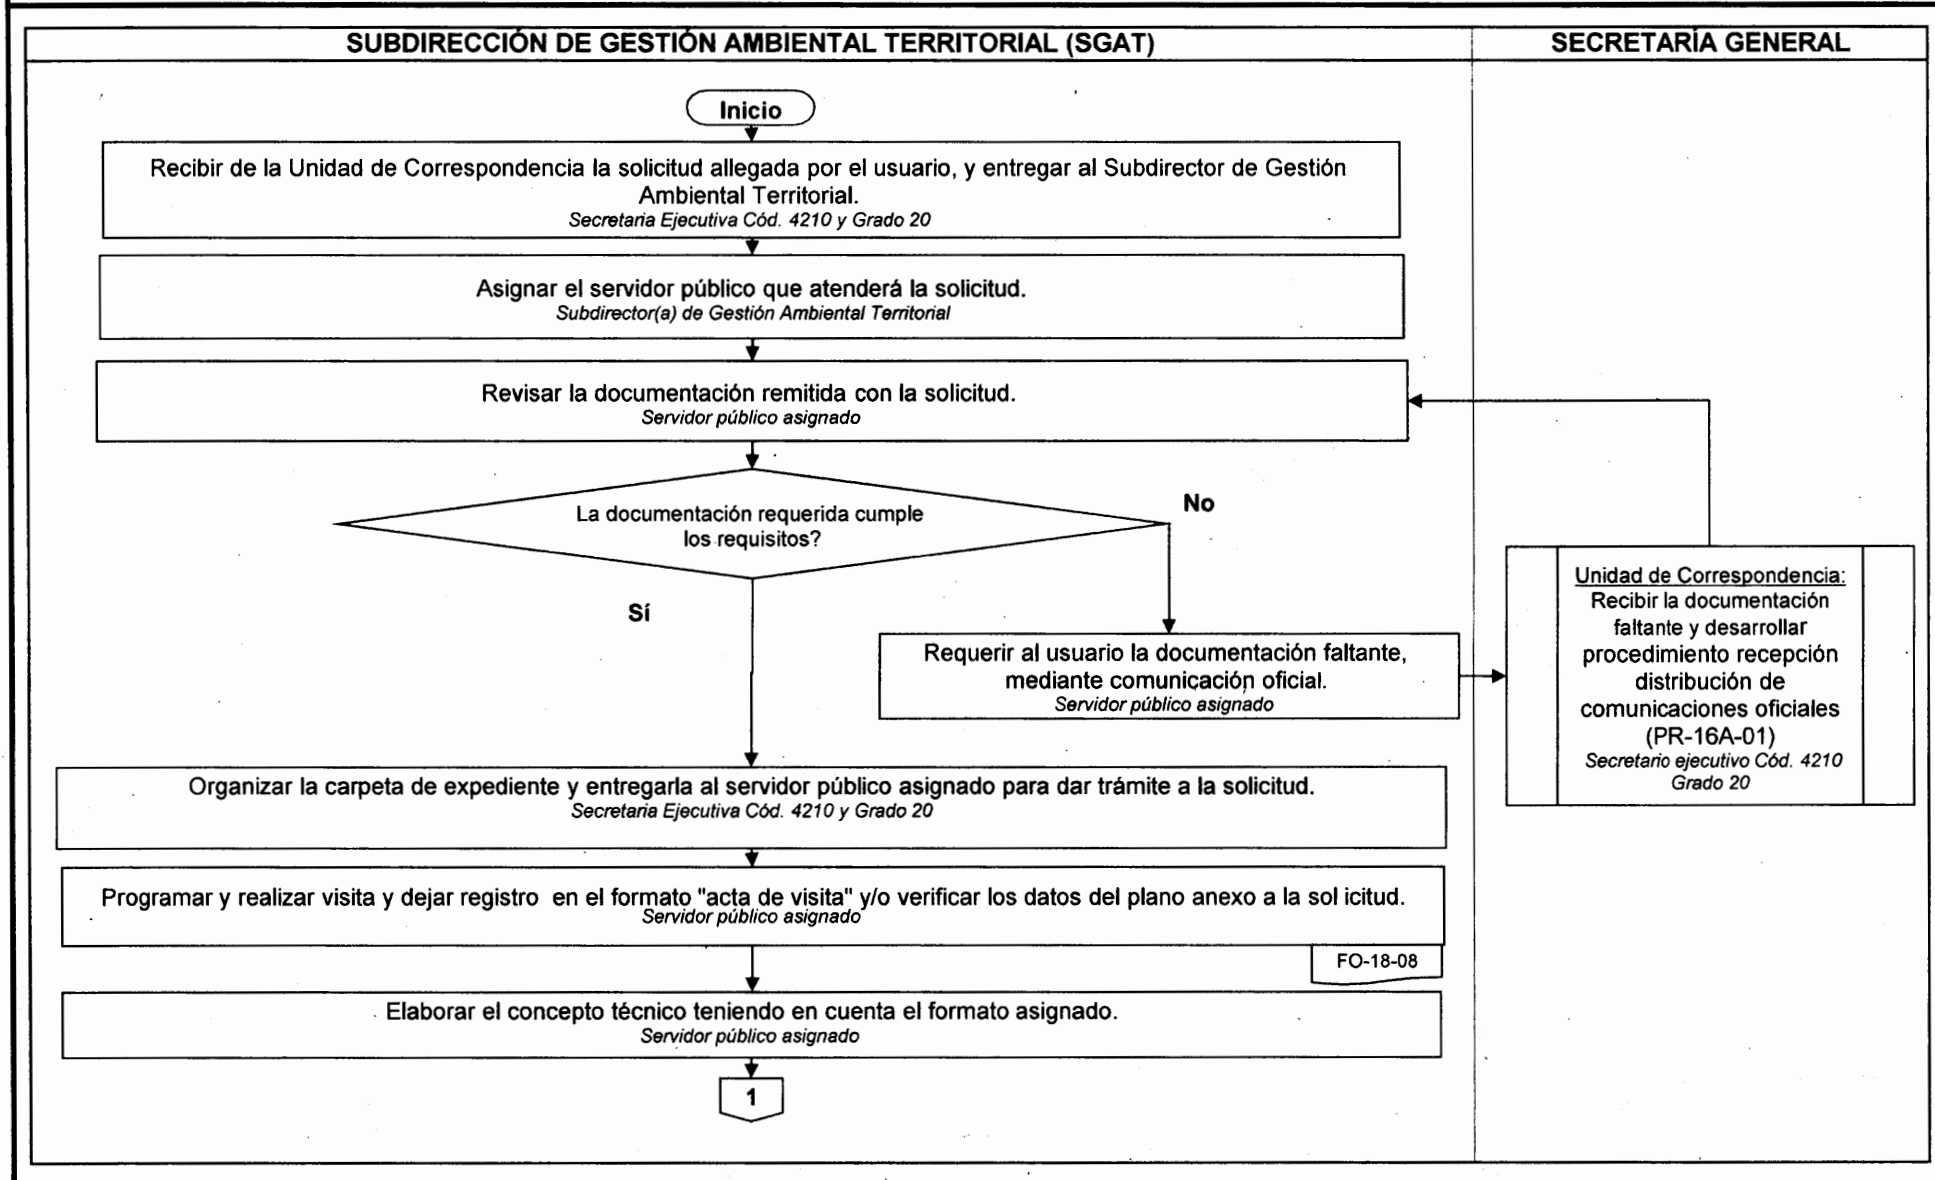 SUBDIRECCIÓN DE GESTIÓN AMBIENTAL TERRITORIAL (SGAT)
SECRETARÍA GENERAL
Inicio
Recibir de la Unidad de Correspondencia la solicitud allegada por el usuario, y entregar al Subdirector de Gestión
Ambiental Territorial.
Secretaria Ejecutiva Cód. 4210 y Grado 20
Asignar el servidor público que atenderá la solicitud.
Subdirector(a) de Gestión Ambiental Territorial
Revisar la documentación remitida con la solicitud.
Servidor público asignado
La documentación requerida cumple
los requisitos?
No
Sí
Requerir al usuario la documentación faltante,
mediante comunicación oficial.
Servidor público asignado
Unidad de Correspondencia:
Recibir la documentación
faltante y desarrollar
procedimiento recepción
distribución de
comunicaciones oficiales
(PR-16A-01)
Secretario ejecutivo Cód. 4210
Grado 20
Organizar la carpeta de expediente y entregarla al servidor público asignado para dar trámite a la solicitud.
Secretaria Ejecutiva Cód. 4210 y Grado 20
Programar y realizar visita y dejar registro en el formato "acta de visita" y/o verificar los datos del plano anexo a la sol icitud.
Servidor público asignado
FO-18-08
Elaborar el concepto técnico teniendo en cuenta el formato asignado.
Servidor público asignado
1